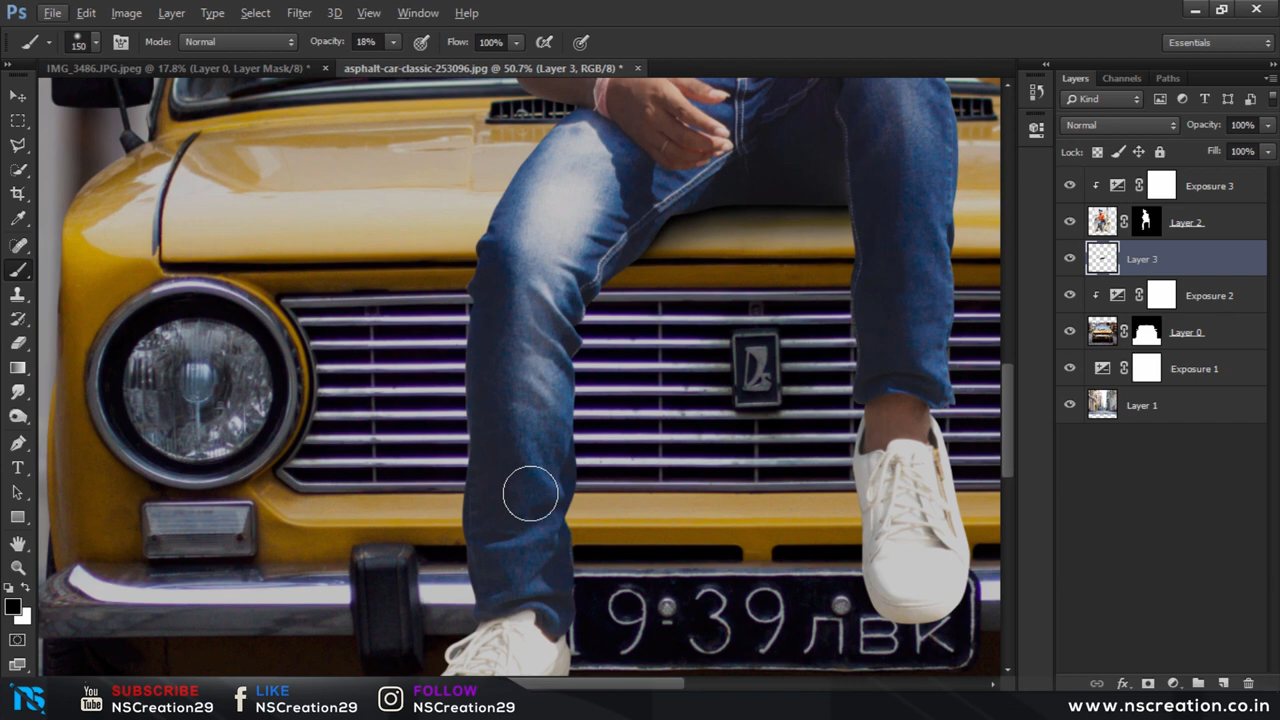 Ps File Edit Image Layer Type Select Filter 3D View Window Help
150 Mode: Normal Opacity: 18% Flow: 100% Essentials
IMG_3486.JPG.jpeg @ 17.8% (Layer 0, Layer Mask/8) * × asphalt-car-classic-253096.jpg @ 50.7% (Layer 3, RGB/8) * ×
Layers Channels Paths
Kind
Normal Opacity: 100%
Lock: Fill: 100%
Exposure 3
Layer 2
Layer 3
Exposure 2
Layer 0
Exposure 1
Layer 1
9-39 ЛВК
NS You Tube SUBSCRIBE NSCreation29 LIKE NSCreation29 FOLLOW NSCreation29 www.nscreation.co.in